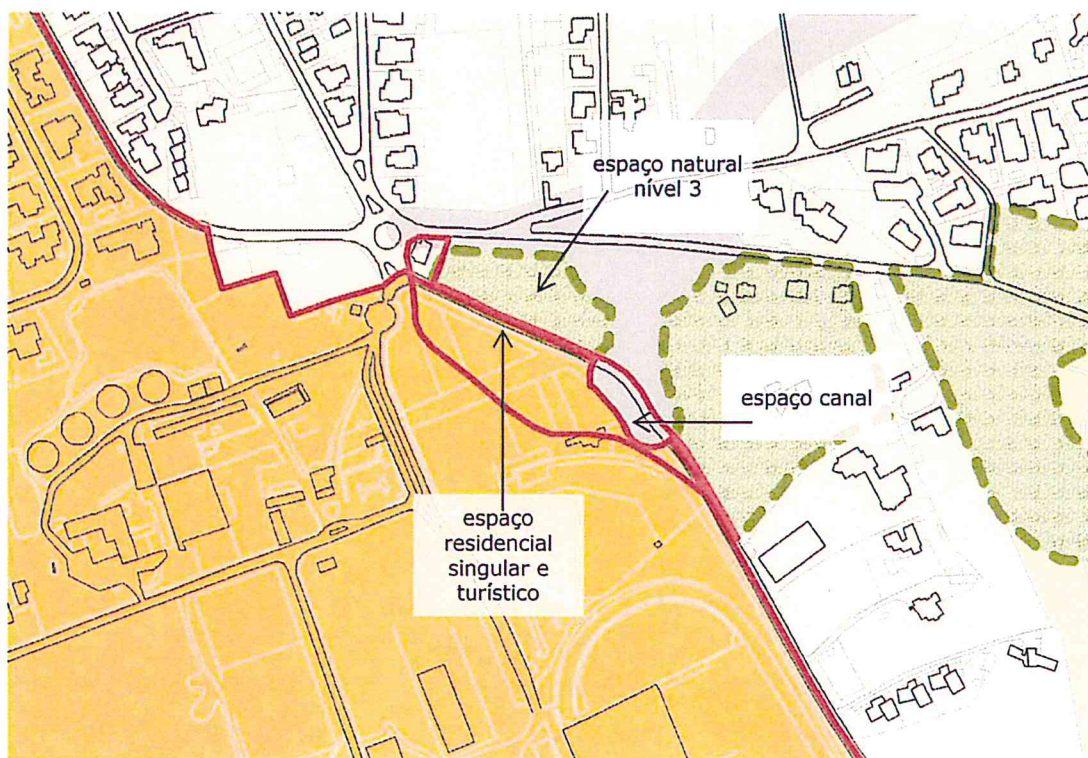 espaço natural
nível 3
espaço canal
espaço
residencial
singular e
turístico